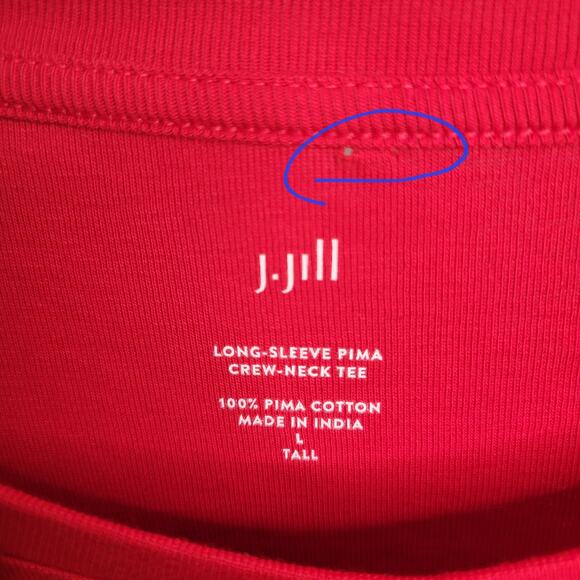 J.Jill
LONG-SLEEVE PIMA
CREW-NECK TEE
100% PIMA COTTON
MADE IN INDIA
L
TALL